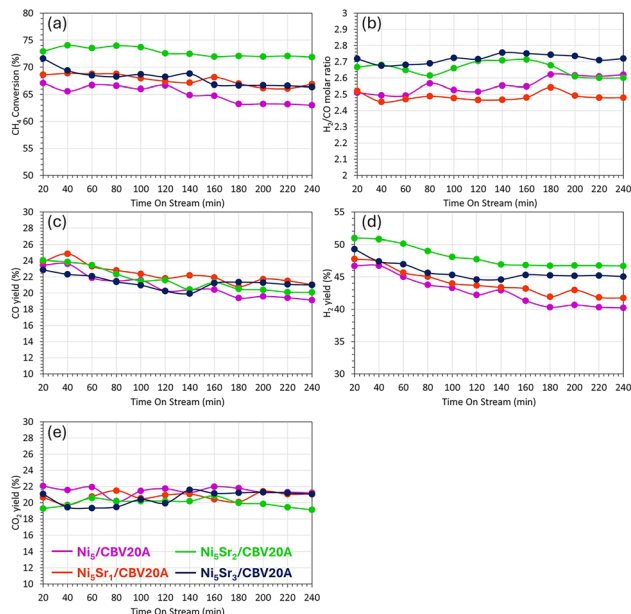 (a)
CH4 Conversion (%)
80
75
70
65
60
55
50
20 40 60 80 100 120 140 160 180 200 220 240
Time On Stream (min)
(b)
H2/CO molar ratio
3
2.9
2.8
2.7
2.6
2.5
2.4
2.3
2.2
2.1
2
20 40 60 80 100 120 140 160 180 200 220 240
Time On Stream (min)
(c)
CO yield (%)
30
28
26
24
22
20
18
16
14
12
10
20 40 60 80 100 120 140 160 180 200 220 240
Time On Stream (min)
(d)
H2 yield (%)
55
50
45
40
35
30
20 40 60 80 100 120 140 160 180 200 220 240
Time On Stream (min)
(e)
CO2 yield (%)
30
28
26
24
22
20
18
16
14
12
10
Ni5/CBV20A Ni5Sr2/CBV20A
Ni5Sr1/CBV20A Ni5Sr3/CBV20A
20 40 60 80 100 120 140 160 180 200 220 240
Time On Stream (min)